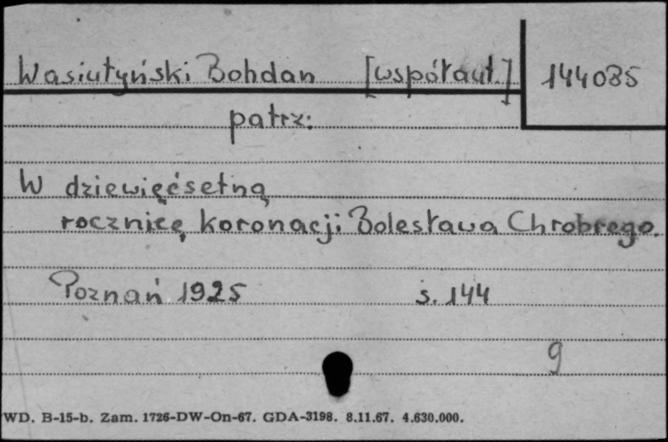 Wasiutyński Bohdan [współaut.] 144085
patrz:
W dziewięćsetną
rocznicę koronacji Bolesława Chrobrego.
Poznań 1925 s. 144
9
WD. B-15-b. Zam. 1726-DW-On-67. GDA-3198. 8.11.67. 4.630.000.